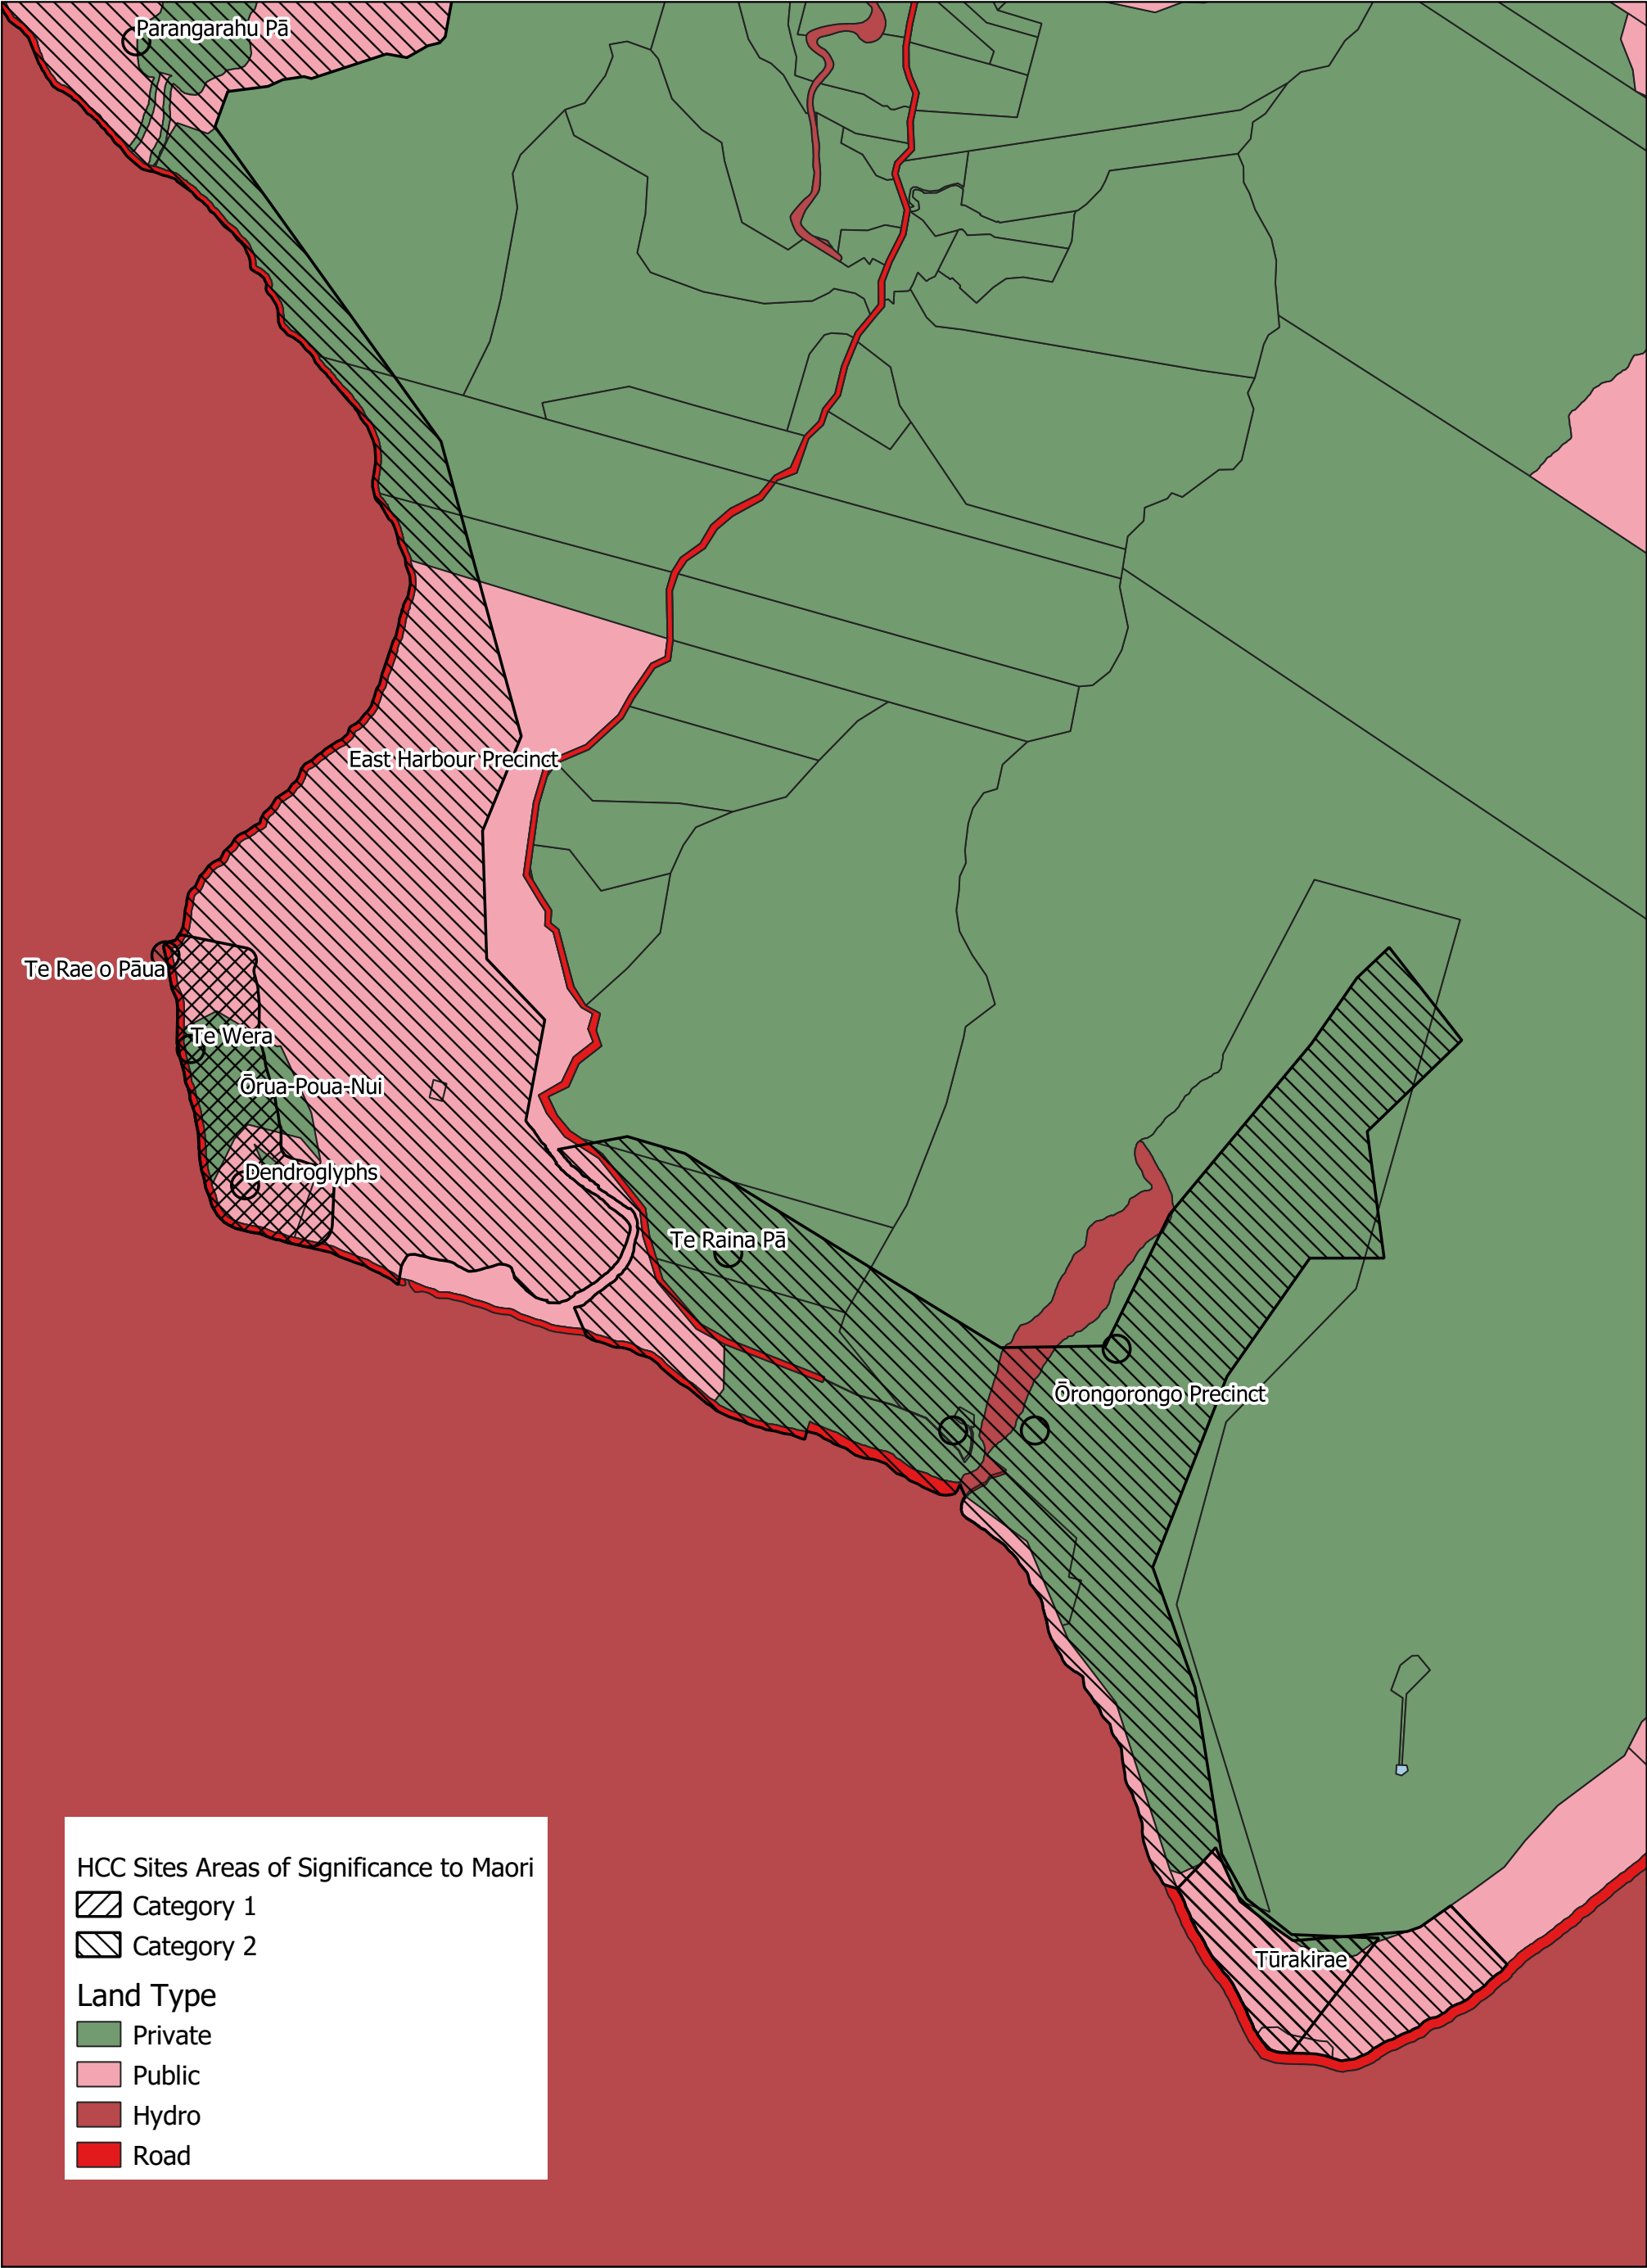 Parangarahu Pā
East Harbour Precinct
Te Rae o Pāua
Te Wera
Ōrua-Poua-Nui
Dendroglyphs
Te Raina Pā
Ōrongorongo Precinct
Tūrakirae
HCC Sites Areas of Significance to Maori
Category 1
Category 2
Land Type
Private
Public
Hydro
Road